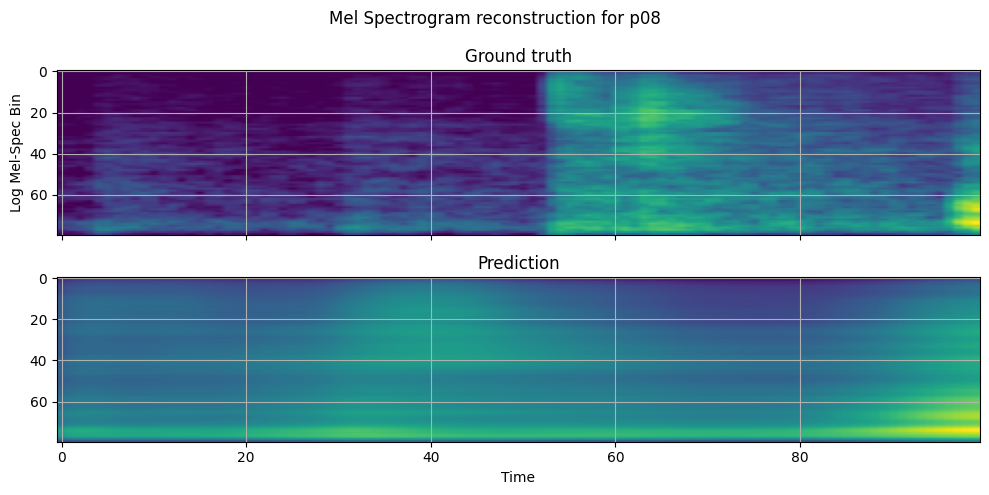 Mel Spectrogram reconstruction for p08
Ground truth
Log Mel-Spec Bin
0
20
40
60
Prediction
0
20
40
60
0 20 40 60 80
Time